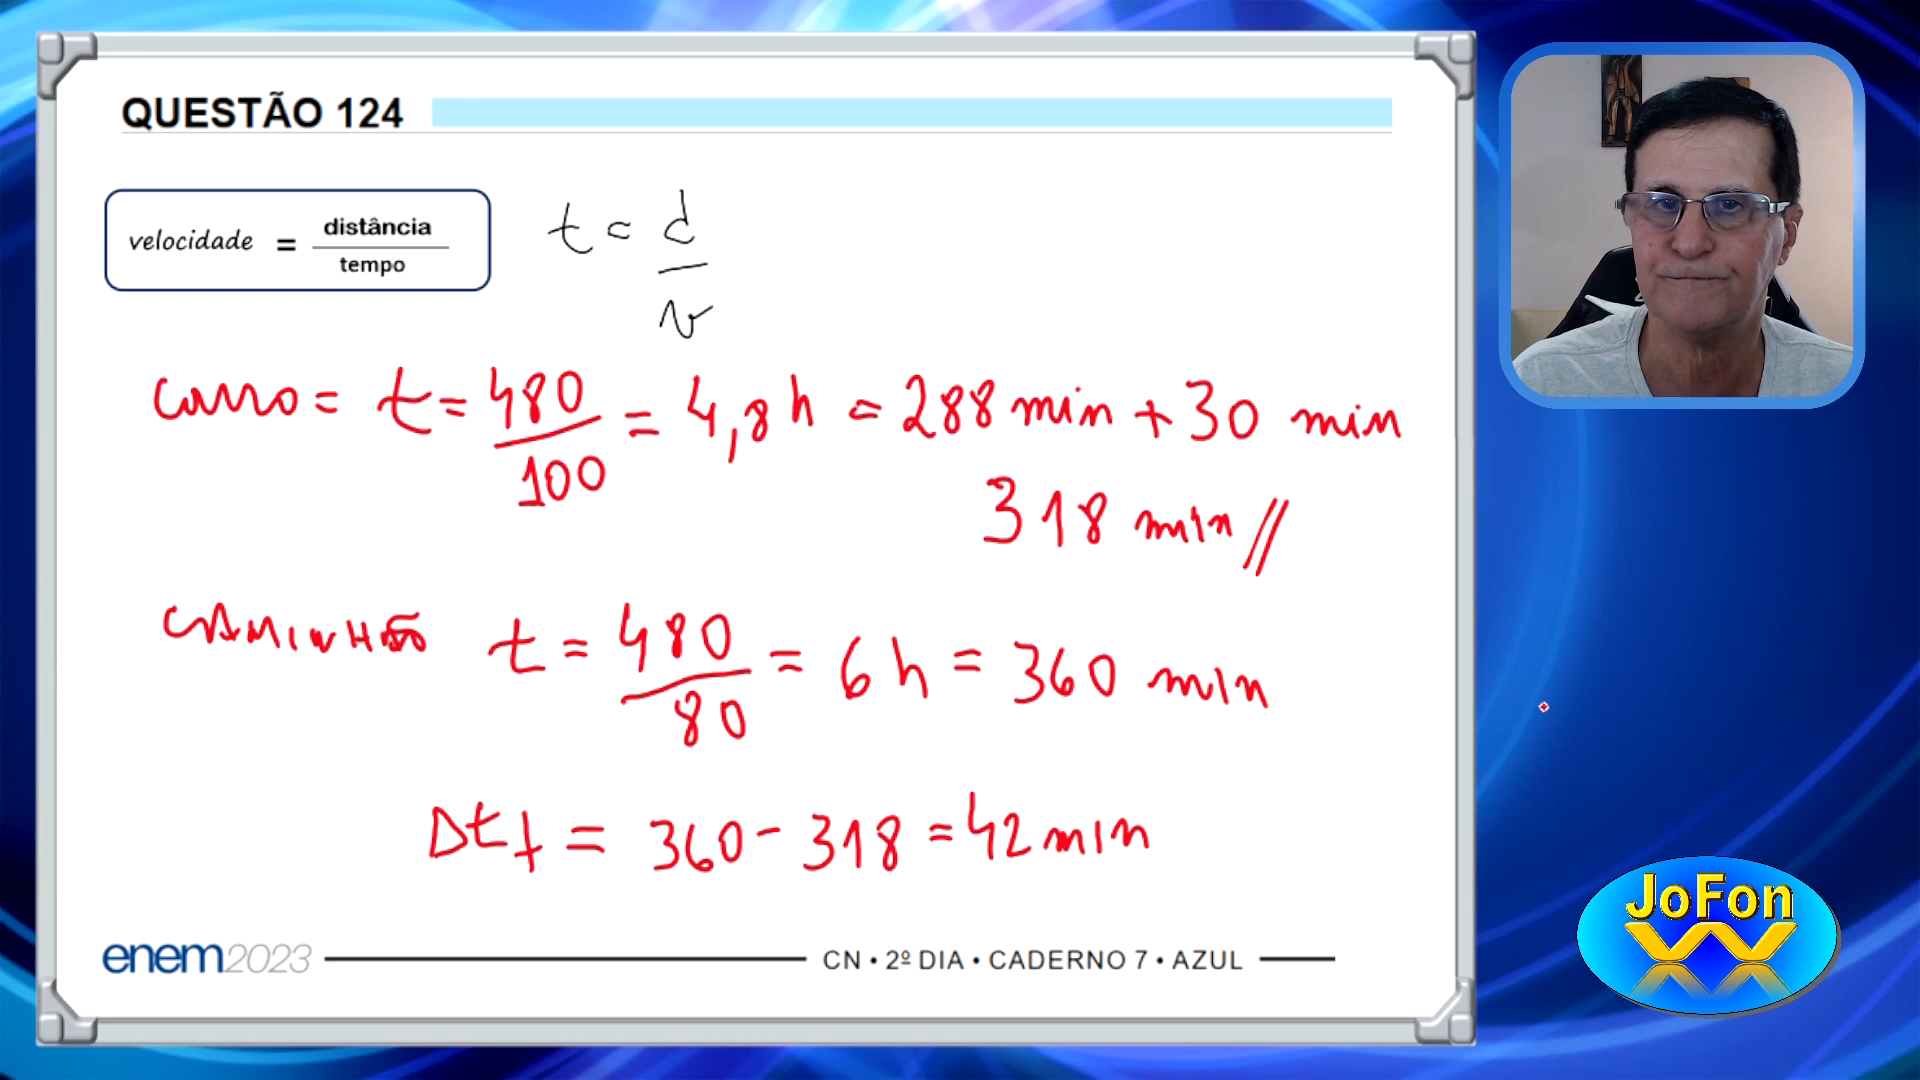 QUESTÃO 124
velocidade = distância / tempo
t = d / v
carro = t = 480 / 100 = 4,8 h = 288 min + 30 min
318 min //
CAMINHÃO t = 480 / 80 = 6 h = 360 min
Δtf = 360 - 318 = 42 min
enem2023 CN • 2º DIA • CADERNO 7 • AZUL
JoFon